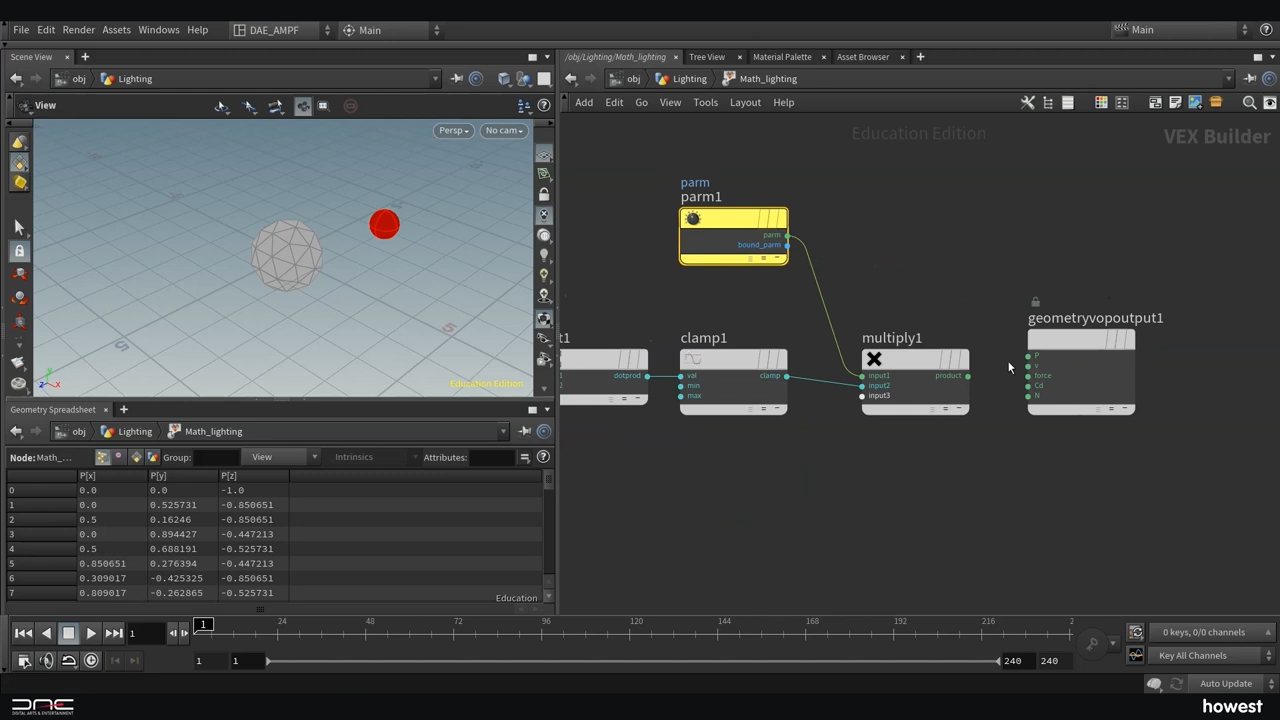 File Edit Render Assets Windows Help DAE_AMPF Main Main
Scene View
/obj/Lighting/Math_lighting Tree View Material Palette Asset Browser
obj Lighting
obj Lighting Math_lighting
View
Add Edit Go View Tools Layout Help
Persp No cam
Education Edition
VEX Builder
parm
parm1
parm
bound_parm
t1
dotprod
clamp1
val clamp
min
max
multiply1
input1 product
input2
input3
geometryvopoutput1
P
v
force
Cd
N
5
5
y
z x
Education Edition
Geometry Spreadsheet
obj Lighting Math_lighting
Node: Math_... Group: View Intrinsics Attributes:
P[x] P[y] P[z]
0 0.0 0.0 -1.0
1 0.0 0.525731 -0.850651
2 0.5 0.16246 -0.850651
3 0.0 0.894427 -0.447213
4 0.5 0.688191 -0.525731
5 0.850651 0.276394 -0.447213
6 0.309017 -0.425325 -0.850651
7 0.809017 -0.262865 -0.525731
Education
1 1 24 48 72 96 120 144 168 192 216 2
0 keys, 0/0 channels
1 1 240 240
Key All Channels
Auto Update
DAE
DIGITAL ARTS & ENTERTAINMENT
howest